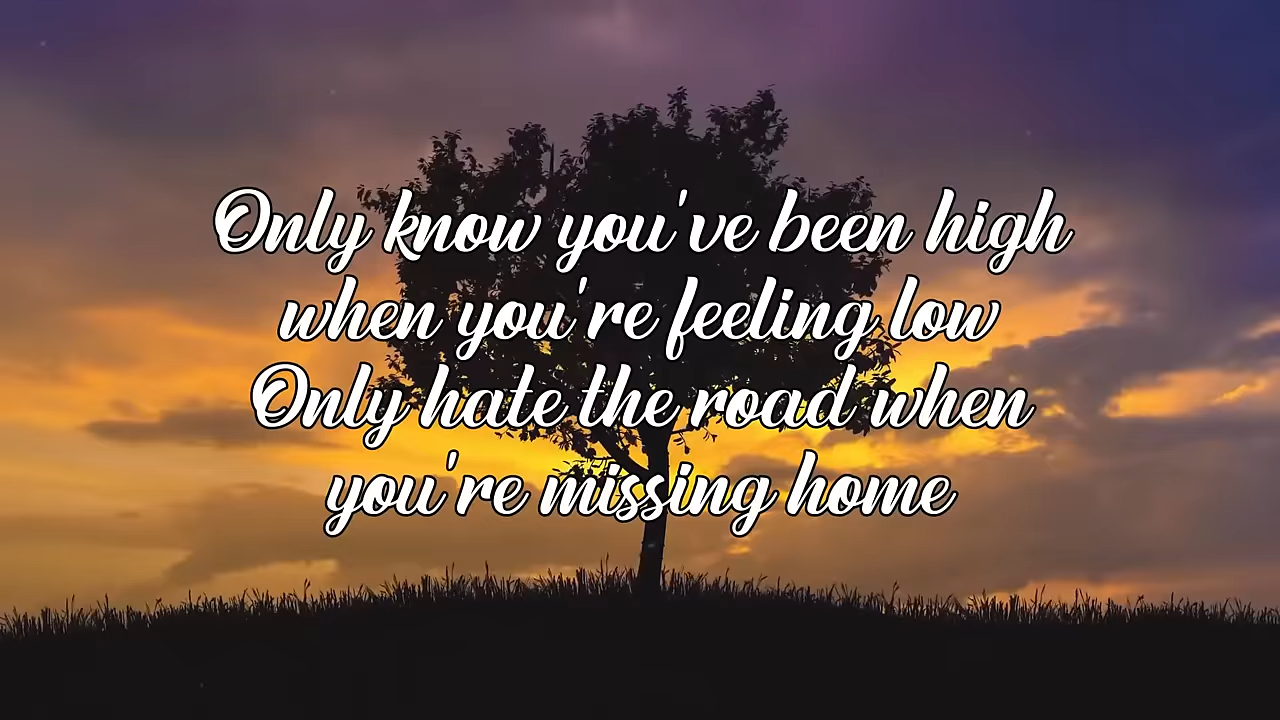 Only know you've been high
when you're feeling low
Only hate the road when
you're missing home